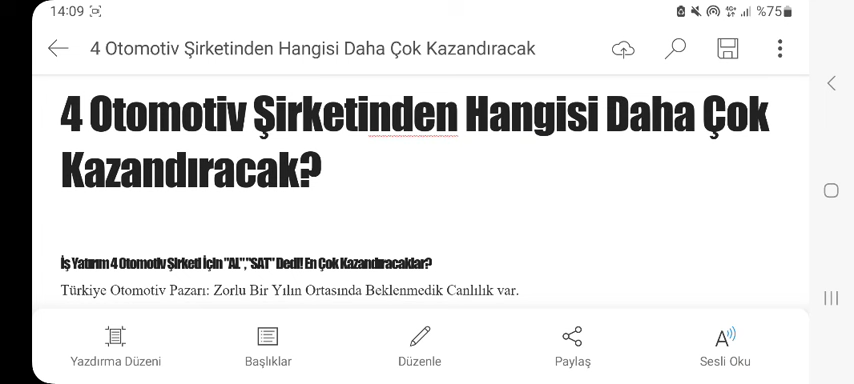 14:09
4G
%75
4 Otomotiv Şirketinden Hangisi Daha Çok Kazandıracak
4 Otomotiv Şirketinden Hangisi Daha Çok
Kazandıracak?
İş Yatırım 4 Otomotiv Şirketi İçin "AL","SAT" Dedi! En Çok Kazandıracaklar?
Türkiye Otomotiv Pazarı: Zorlu Bir Yılın Ortasında Beklenmedik Canlılık var.
Yazdırma Düzeni
Başlıklar
Düzenle
Paylaş
Sesli Oku